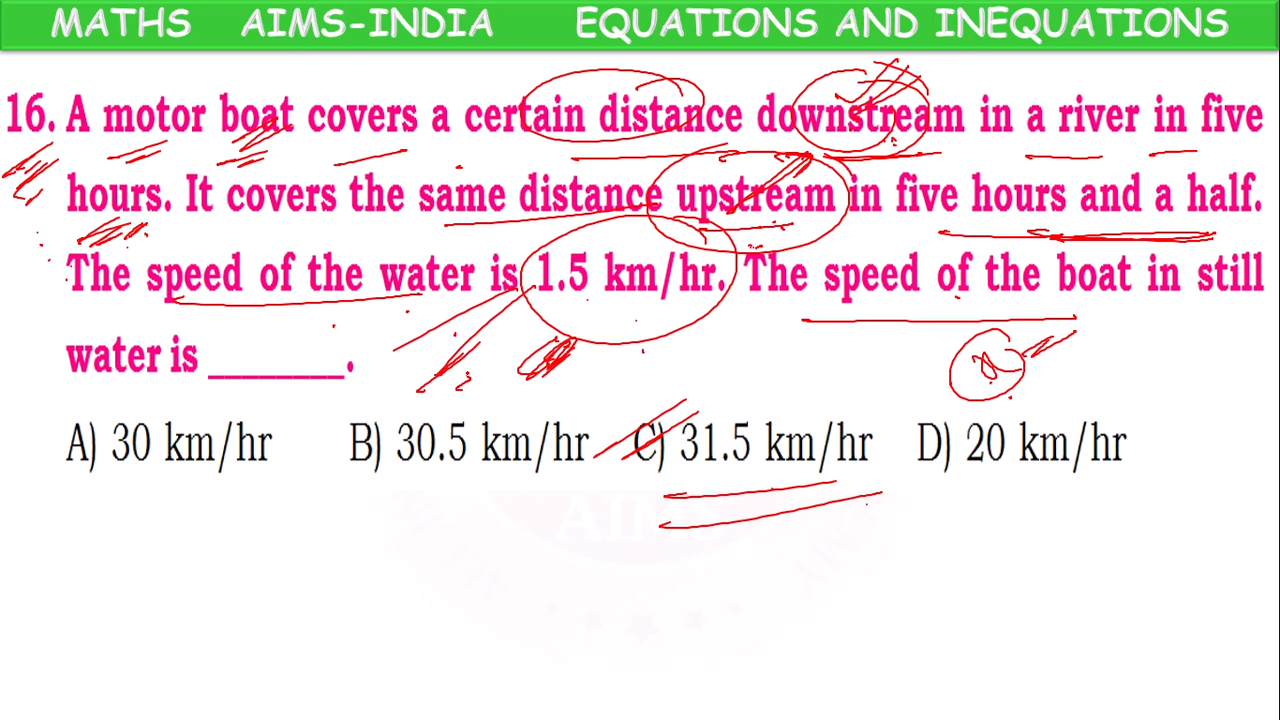 MATHS AIMS-INDIA EQUATIONS AND INEQUATIONS
16. A motor boat covers a certain distance downstream in a river in five
hours. It covers the same distance upstream in five hours and a half.
The speed of the water is 1.5 km/hr. The speed of the boat in still
water is ________.
x
A) 30 km/hr B) 30.5 km/hr C) 31.5 km/hr D) 20 km/hr
AIMS